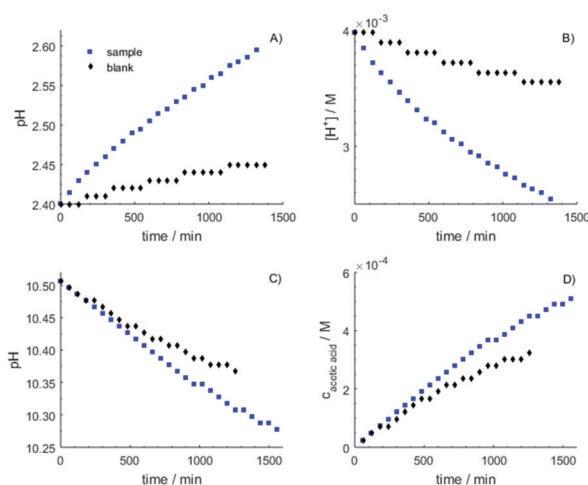 A)
2.60
sample
blank
2.55
pH
2.50
2.45
2.40
0 500 1000 1500
time / min
B)
4 × 10⁻³
[H⁺] / M
3
0 500 1000 1500
time / min
C)
10.50
10.45
pH
10.40
10.35
10.30
10.25
0 500 1000 1500
time / min
D)
6 × 10⁻⁴
c acetic acid / M
4
2
0
0 500 1000 1500
time / min